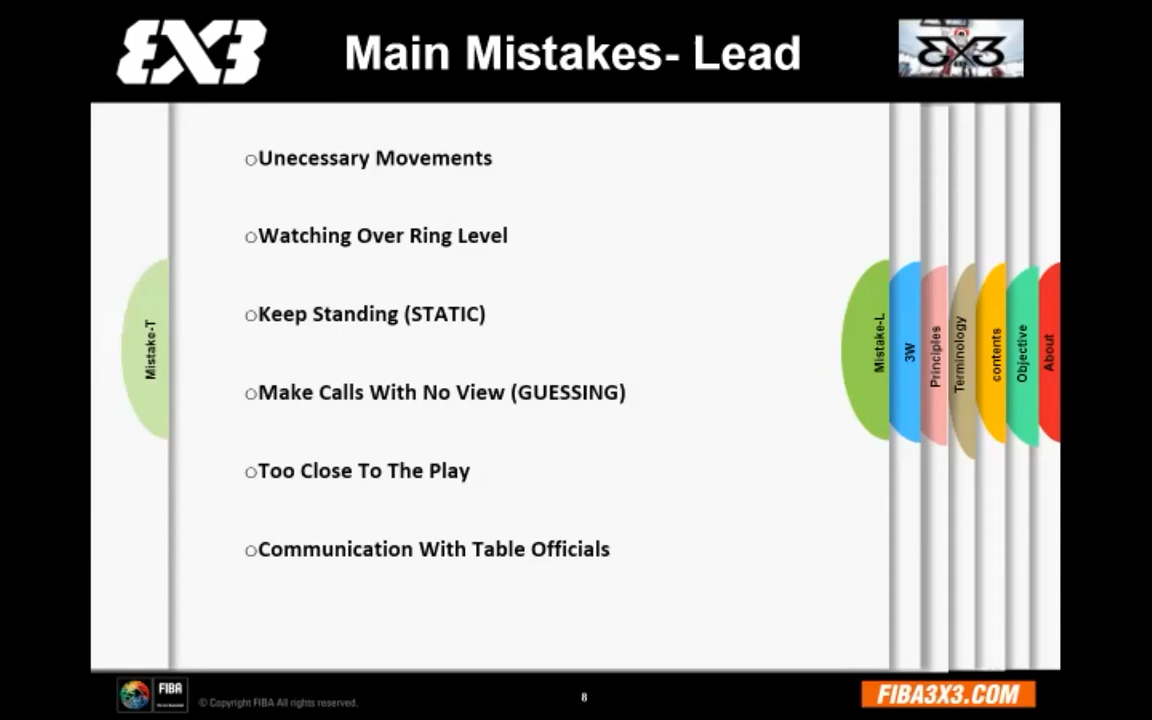 3X3
Main Mistakes- Lead
3X3
Unecessary Movements
Watching Over Ring Level
Keep Standing (STATIC)
Make Calls With No View (GUESSING)
Too Close To The Play
Communication With Table Officials
Mistake-T
Mistake-L
3W
Principles
Terminology
contents
Objective
About
FIBA
© Copyright FIBA All rights reserved.
8
FIBA3X3.COM